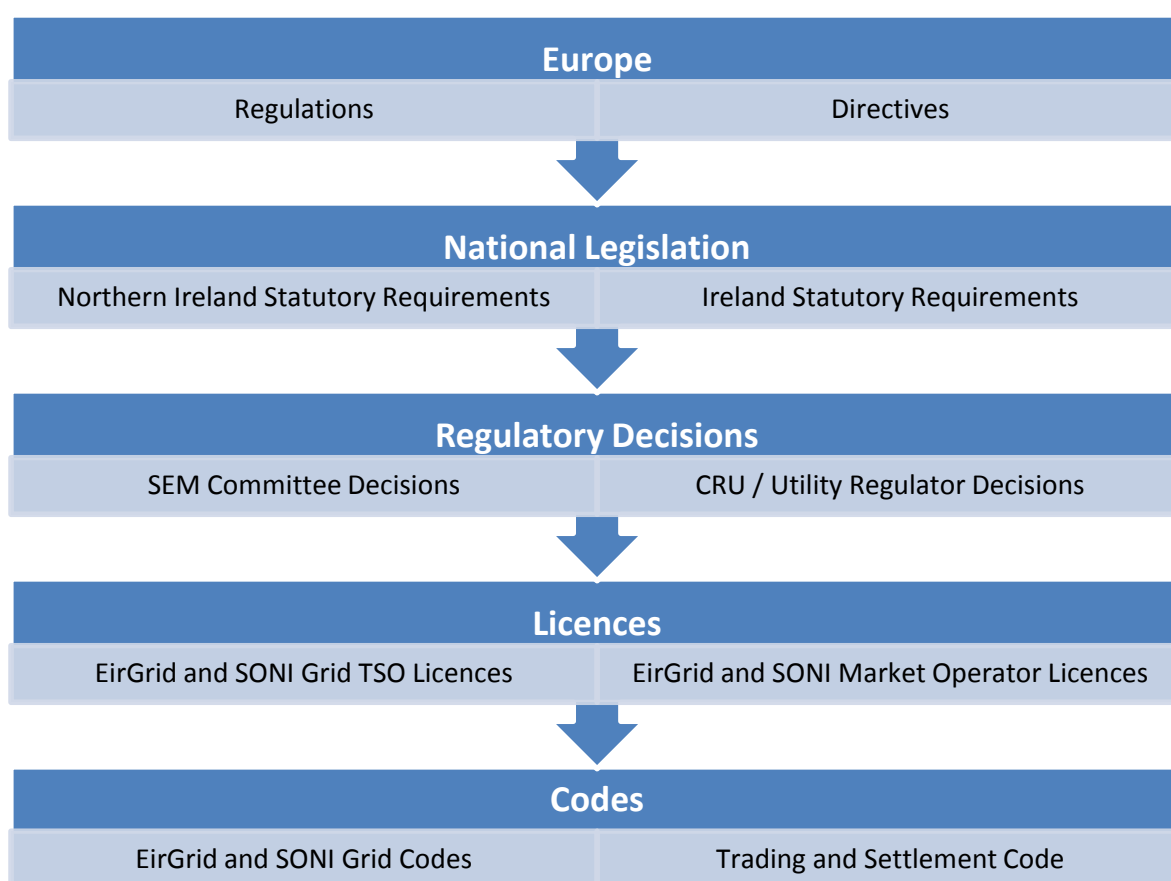 Europe
Regulations
Directives
National Legislation
Northern Ireland Statutory Requirements
Ireland Statutory Requirements
Regulatory Decisions
SEM Committee Decisions
CRU / Utility Regulator Decisions
Licences
EirGrid and SONI Grid TSO Licences
EirGrid and SONI Market Operator Licences
Codes
EirGrid and SONI Grid Codes
Trading and Settlement Code